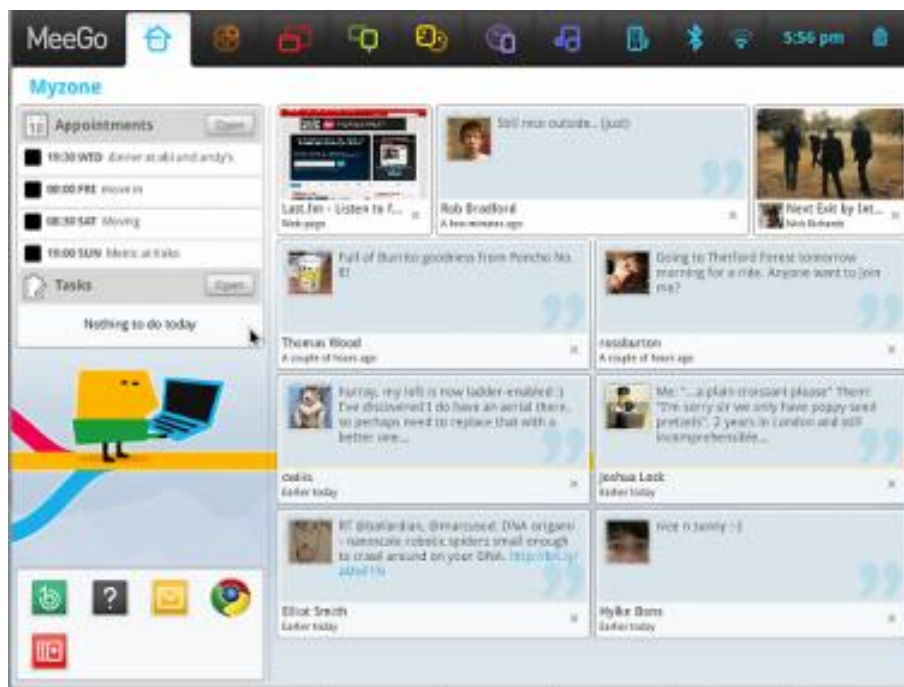 MeeGo
5:56 pm
Myzone
Appointments
Open
19:30 WED dinner at abi and andy's
08:00 FRI move in
08:30 SAT Moving
19:00 SUN at
Tasks
Open
Nothing to do today
Last.fm - Listen to f...
Web page
Still nice outside... (just)
Rob Bradford
A few minutes ago
Next Exit by Int...
Nick Richards
Full of Burrito goodness from Poncho No.
8!
Thomas Wood
A couple of hours ago
Going to Thetford Forest tomorrow
morning for a ride. Anyone want to join
me?
rossburton
A couple of hours ago
hurray, my loft is now ladder-enabled :)
I've discovered I do have an aerial there,
so perhaps need to replace that with a
better one...
Earlier today
Me: "...a plain croissant please" Them:
"I'm sorry sir we only have poppy seed
pretzels". 2 years in London and still
incomprehensible...
Joshua Lock
Earlier today
RT @ballardian, @marcused: DNA origami
- nanoscale robotic spiders small enough
to crawl around on your DNA.
Elliot Smith
Earlier today
nice n sunny :-)
Hylke Bons
Earlier today